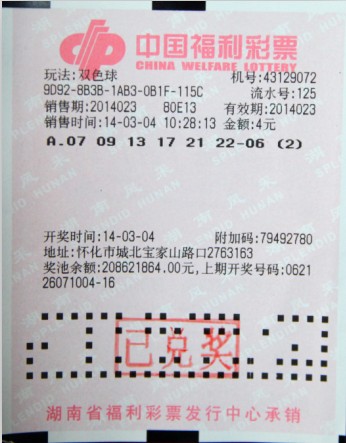 中国福利彩票
CHINA WELFARE LOTTERY
玩法:双色球 机号:43129072
9D92-8B3B-1AB3-0B1F-115C 流水号:125
销售期:2014023 80E13 有效期:2014023
销售时间:14-03-04 10:28:13 金额:4元
A.07 09 13 17 21 22-06 (2)
开奖时间:14-03-04 附加码:79492780
地址:怀化市城北宝家山路口2763163
奖池余额:208621864.00元,上期开奖号码:0621
26071004-16
已兑奖
湖南省福利彩票发行中心承销